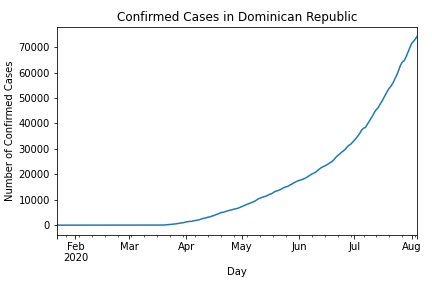 Confirmed Cases in Dominican Republic
Number of Confirmed Cases
70000
60000
50000
40000
30000
20000
10000
0
Feb
2020
Mar
Apr
May
Jun
Jul
Aug
Day